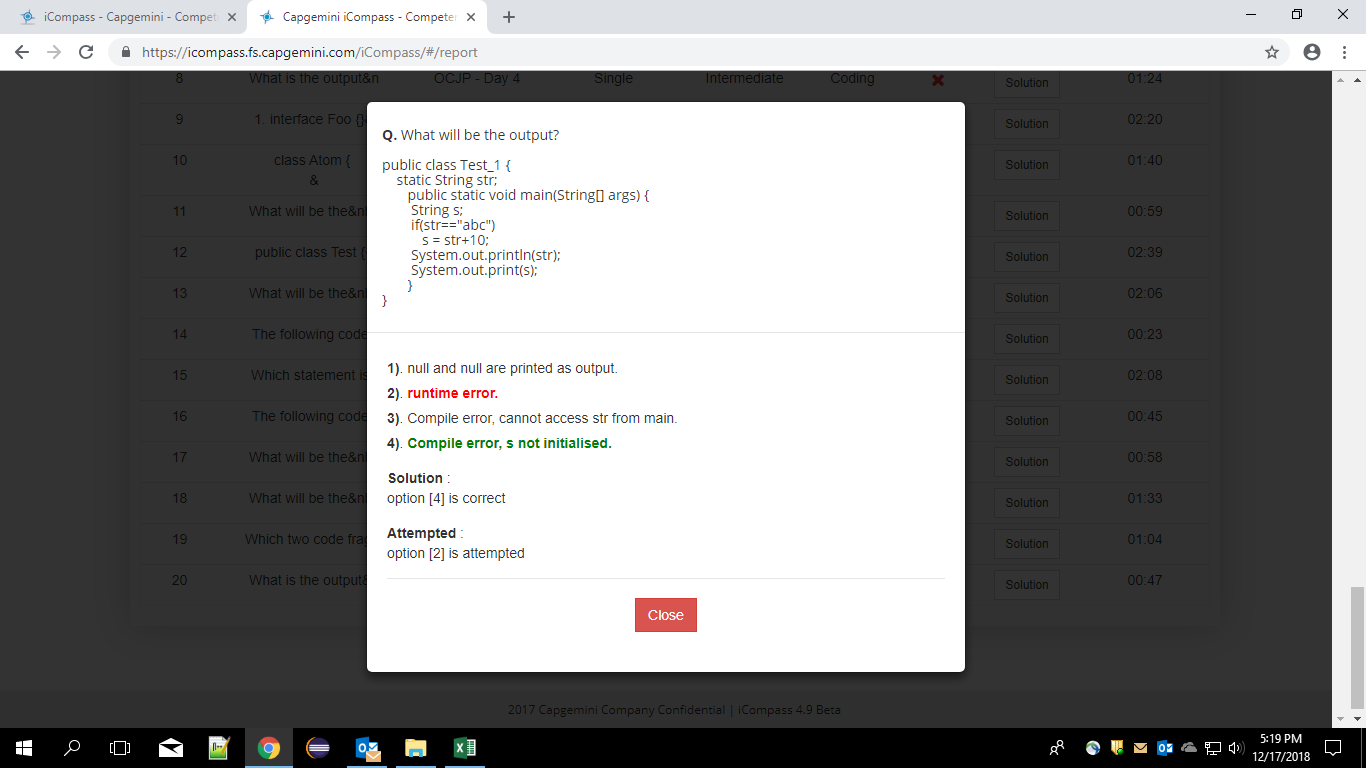 iCompass - Capgemini - Compet
Capgemini iCompass - Competen
https://icompass.fs.capgemini.com/iCompass/#/report
8 What is the output&n OCJP - Day 4 Single Intermediate Coding Solution 01:24
9 1. interface Foo {} Solution 02:20
10 class Atom { Solution 01:40
&
11 What will be the&n Solution 00:59
12 public class Test { Solution 02:39
13 What will be the&n Solution 02:06
14 The following code Solution 00:23
15 Which statement is Solution 02:08
16 The following code Solution 00:45
17 What will be the&n Solution 00:58
18 What will be the&n Solution 01:33
19 Which two code frag Solution 01:04
20 What is the output& Solution 00:47
Q. What will be the output?
public class Test_1 {
static String str;
public static void main(String[] args) {
String s;
if(str=="abc")
s = str+10;
System.out.println(str);
System.out.print(s);
}
}
1). null and null are printed as output.
2). runtime error.
3). Compile error, cannot access str from main.
4). Compile error, s not initialised.
Solution :
option [4] is correct
Attempted :
option [2] is attempted
Close
2017 Capgemini Company Confidential | iCompass 4.9 Beta
5:19 PM
12/17/2018